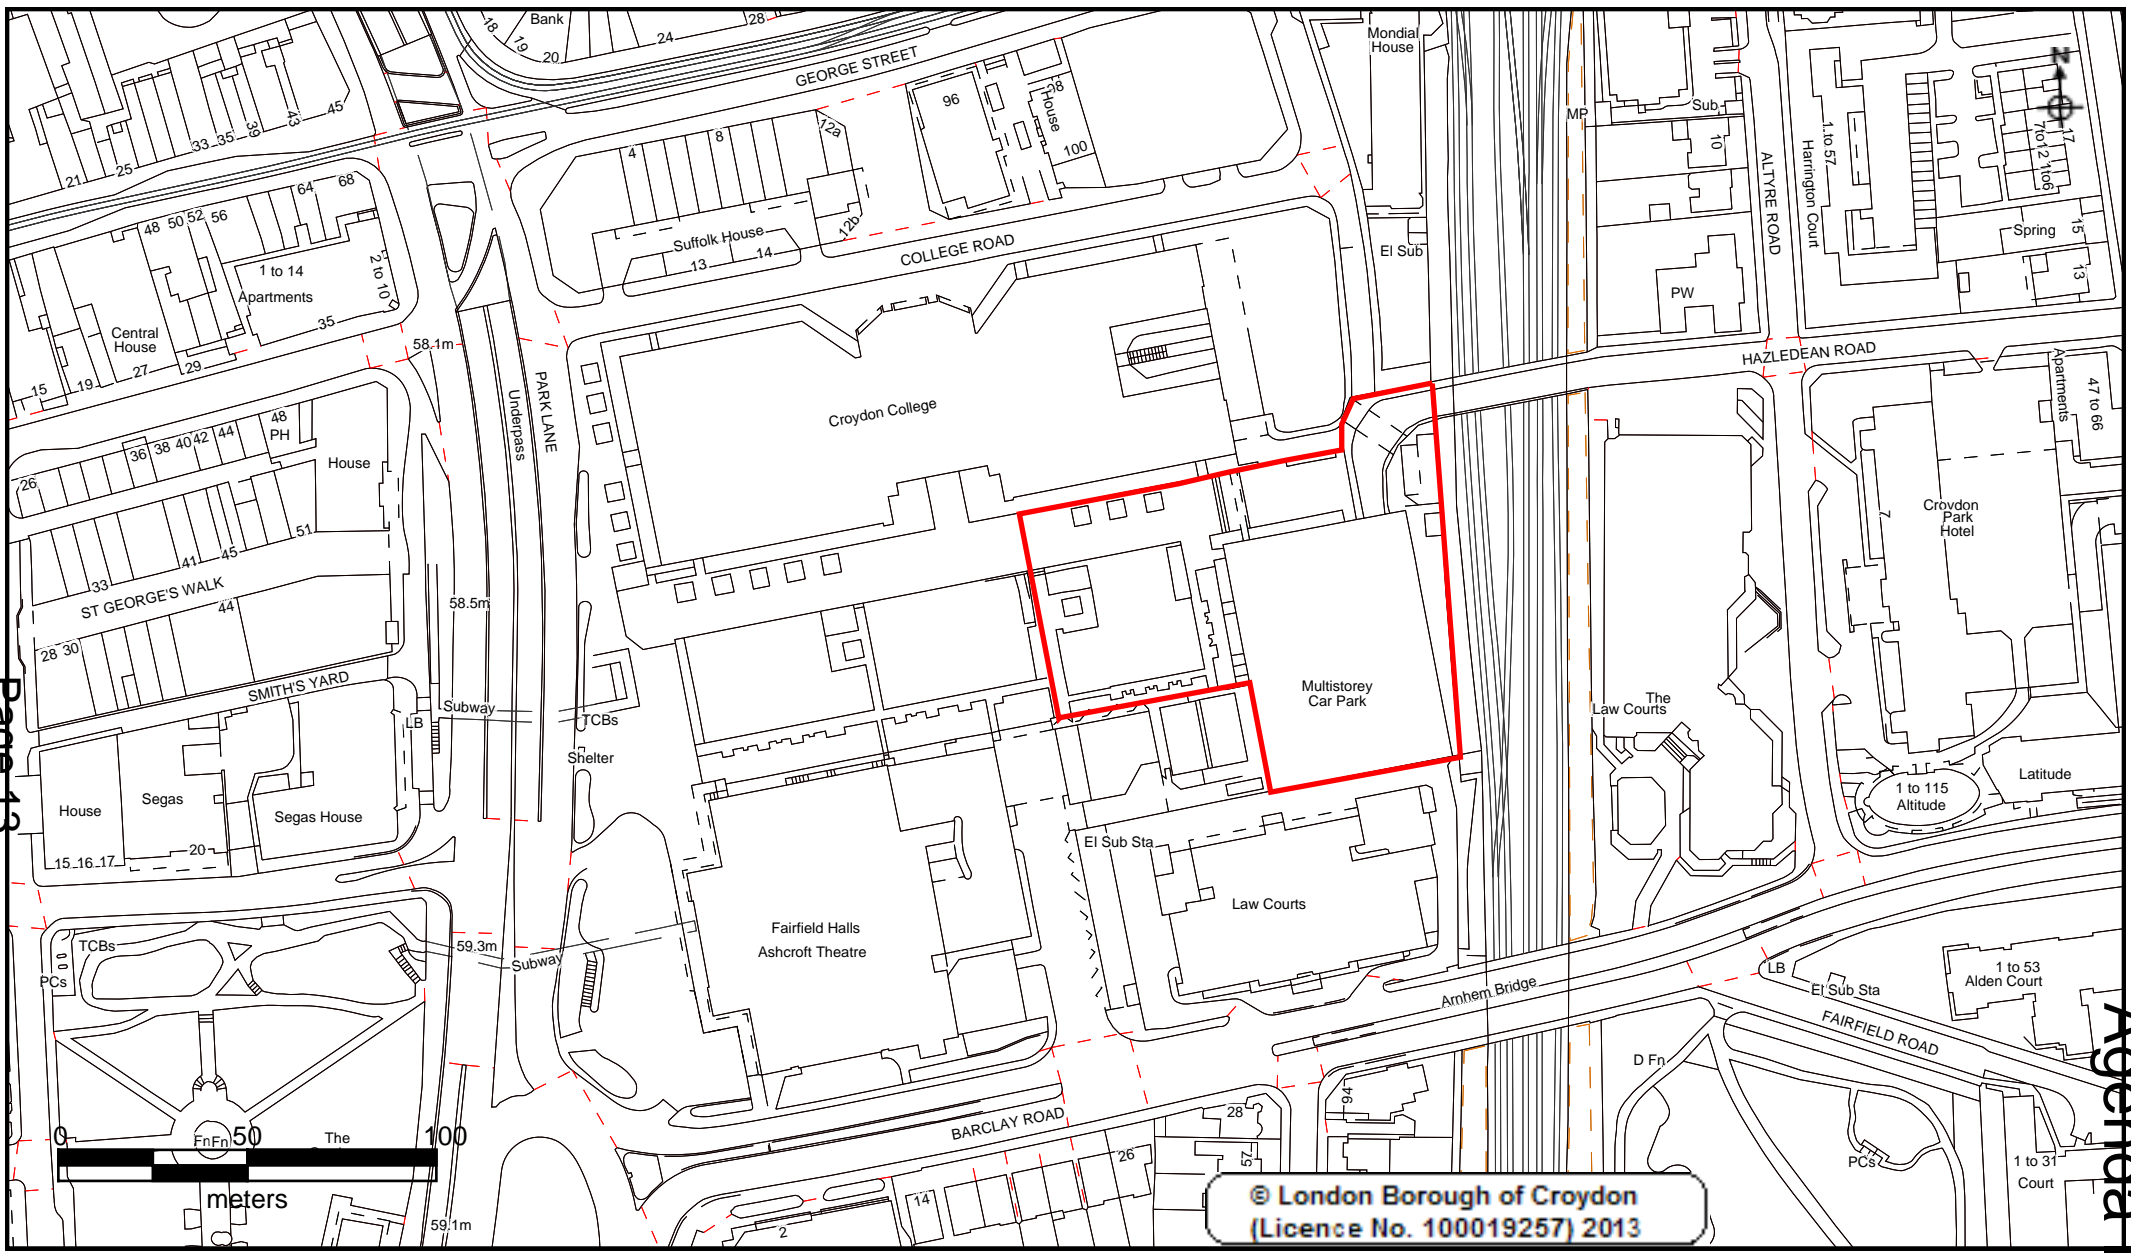 Bank
18
19
20
28
24
GEORGE STREET
Mondial
House
MP
Sub
10
ALTYRE ROAD
Harrington Court
1 to 57
N
17
7to12
1to6
Spring
15
13
45
43
39
35
33
25
21
4
8
12a
12b
96
98
House
100
68
64
56
52
50
48
Suffolk House
13
14
COLLEGE ROAD
El Sub
PW
1 to 14
Apartments
2 to 10
35
Central
House
58.1m
29
27
19
15
HAZLEDEAN ROAD
Apartments
47 to 66
PARK LANE
Underpass
Croydon College
48
PH
44
42
40
38
36
26
House
Croydon
Park
Hotel
7
51
45
41
33
ST GEORGE'S WALK
44
58.5m
28 30
SMITH'S YARD
Subway
LB
TCBs
Shelter
Multistorey
Car Park
The
Law Courts
Page 13
House
Segas
Segas House
15 16 17
20
El Sub Sta
Law Courts
Latitude
1 to 115
Altitude
Fairfield Halls
Ashcroft Theatre
TCBs
PCs
59.3m
Subway
Arnhem Bridge
LB
El Sub Sta
1 to 53
Alden Court
FAIRFIELD ROAD
D Fn
Agenda
94
28
BARCLAY ROAD
26
57
14
2
PCs
1 to 31
Court
Fn
Fn
The
0
50
100
meters
59.1m
© London Borough of Croydon
(Licence No. 100019257) 2013